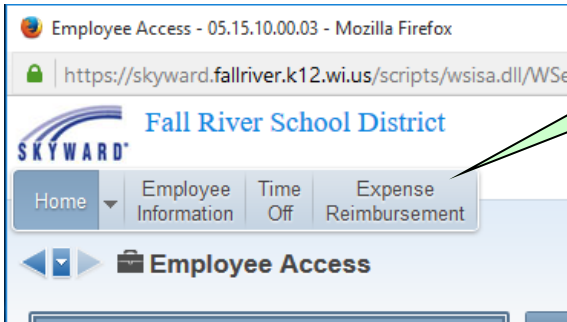 Employee Access - 05.15.10.00.03 - Mozilla Firefox
https://skyward.fallriver.k12.wi.us/scripts/wsisa.dll/WSe
SKYWARD
Fall River School District
Home
Employee
Information
Time
Off
Expense
Reimbursement
Employee Access